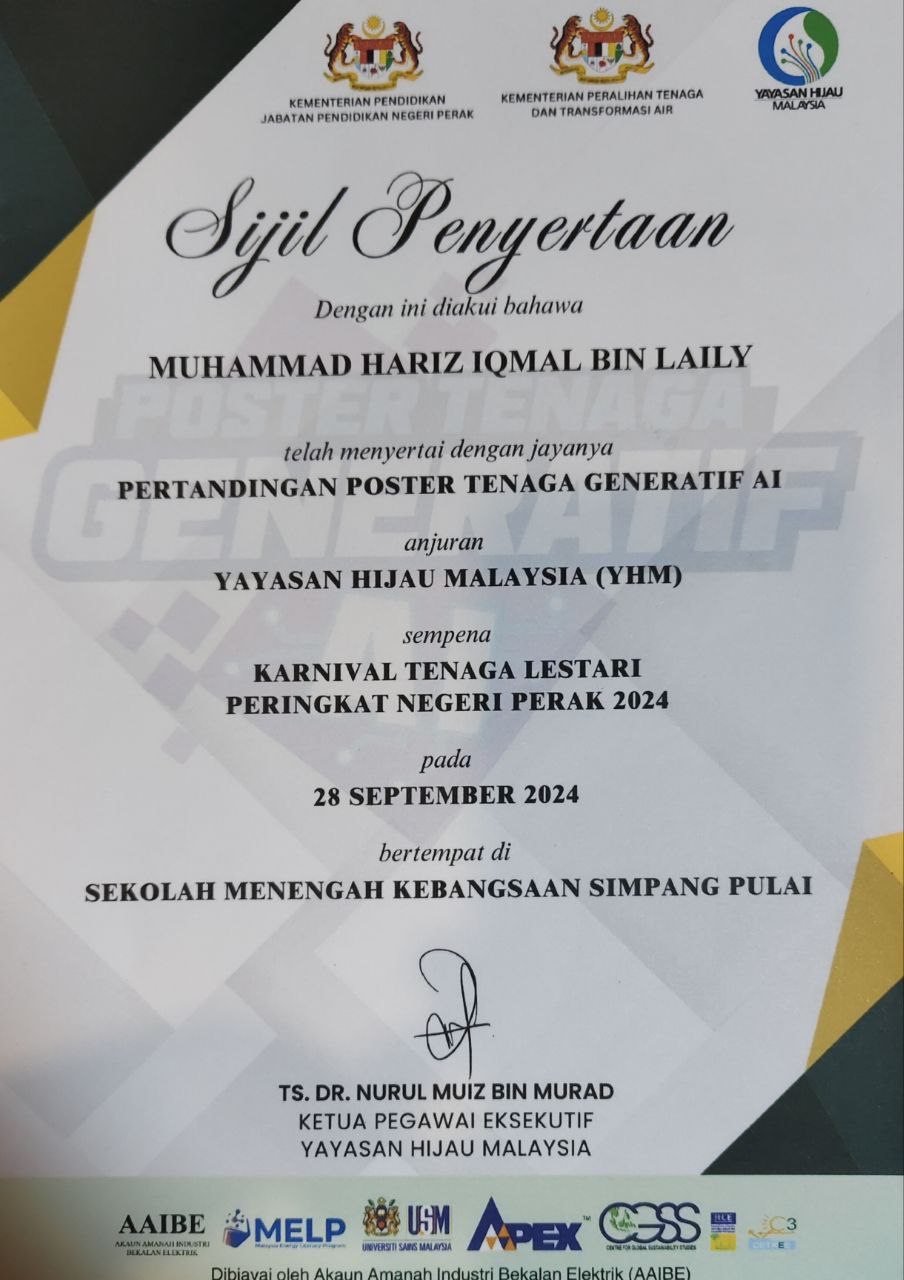 KEMENTERIAN PENDIDIKAN
JABATAN PENDIDIKAN NEGERI PERAK
KEMENTERIAN PERALIHAN TENAGA
DAN TRANSFORMASI AIR
YAYASAN HIJAU
MALAYSIA
Sijil Penyertaan
Dengan ini diakui bahawa
MUHAMMAD HARIZ IQMAL BIN LAILY
POSTER TENAGA
telah menyertai dengan jayanya
PERTANDINGAN POSTER TENAGA GENERATIF AI
GENERATIF
anjuran
YAYASAN HIJAU MALAYSIA (YHM)
sempena
AI
KARNIVAL TENAGA LESTARI
PERINGKAT NEGERI PERAK 2024
pada
28 SEPTEMBER 2024
bertempat di
SEKOLAH MENENGAH KEBANGSAAN SIMPANG PULAI
TS. DR. NURUL MUIZ BIN MURAD
KETUA PEGAWAI EKSEKUTIF
YAYASAN HIJAU MALAYSIA
AAIBE
AKAUN AMANAH INDUSTRI
BEKALAN ELEKTRIK
MELP
Malaysia Energy Literacy Program
USM
UNIVERSITI SAINS MALAYSIA
APEX™
CGSS
CENTRE FOR GLOBAL SUSTAINABILITY STUDIES
RCE
C3
Dibiayai oleh Akaun Amanah Industri Bekalan Elektrik (AAIBE)